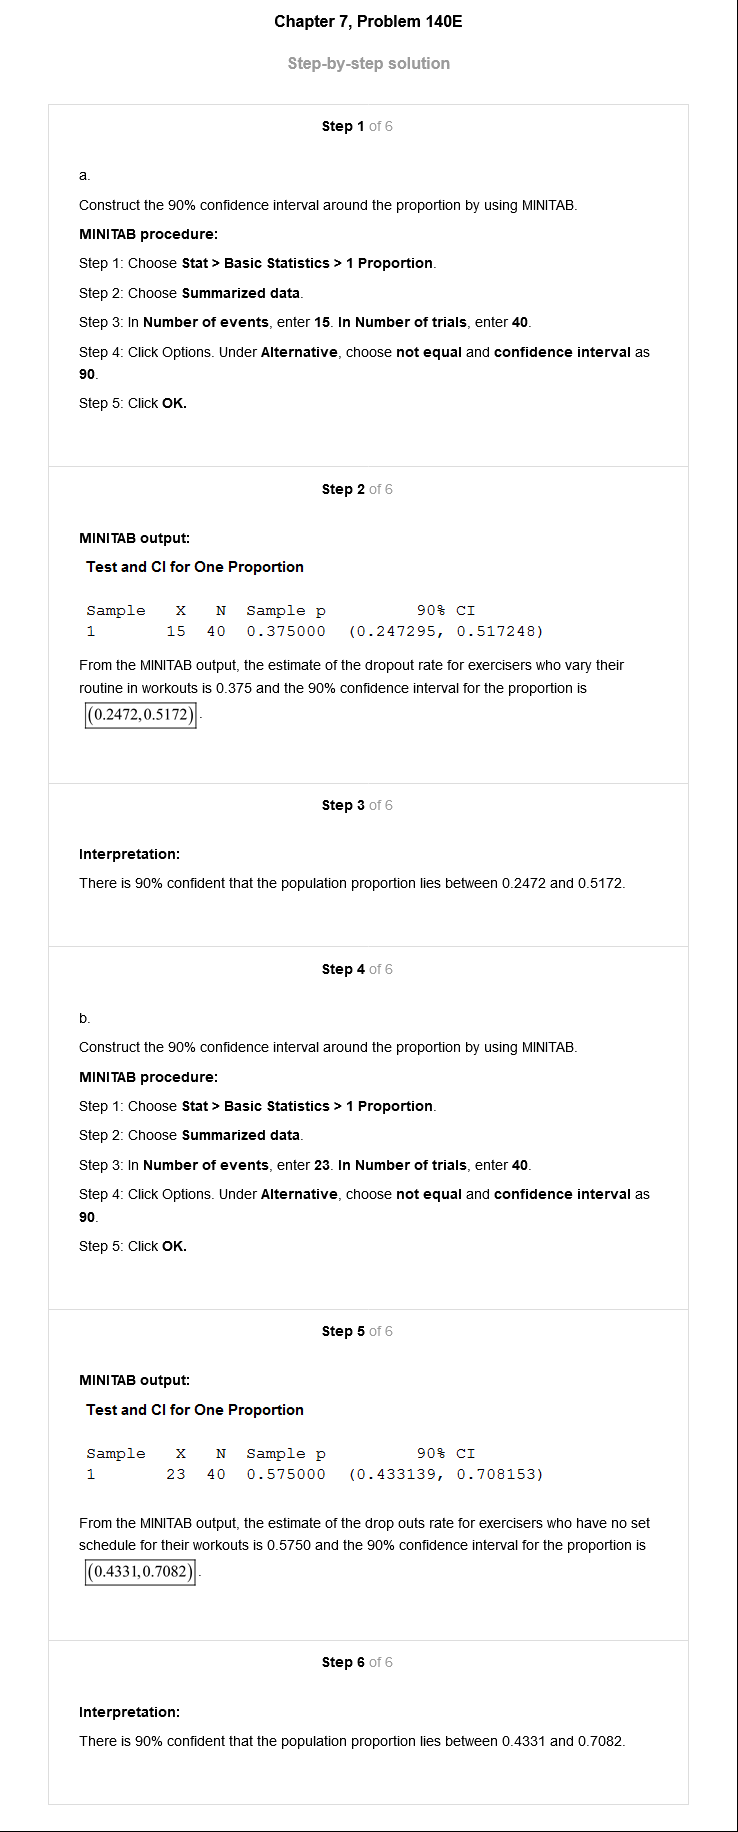 Chapter 7, Problem 140E
Step-by-step solution
Step 1 of 6
a.
Construct the 90% confidence interval around the proportion by using MINITAB.
MINITAB procedure:
Step 1: Choose Stat > Basic Statistics > 1 Proportion.
Step 2: Choose Summarized data.
Step 3: In Number of events, enter 15. In Number of trials, enter 40.
Step 4: Click Options. Under Alternative, choose not equal and confidence interval as
90.
Step 5: Click OK.
Step 2 of 6
MINITAB output:
Test and CI for One Proportion
Sample X N Sample p 90% CI
1 15 40 0.375000 (0.247295, 0.517248)
From the MINITAB output, the estimate of the dropout rate for exercisers who vary their
routine in workouts is 0.375 and the 90% confidence interval for the proportion is
(0.2472,0.5172).
Step 3 of 6
Interpretation:
There is 90% confident that the population proportion lies between 0.2472 and 0.5172.
Step 4 of 6
b.
Construct the 90% confidence interval around the proportion by using MINITAB.
MINITAB procedure:
Step 1: Choose Stat > Basic Statistics > 1 Proportion.
Step 2: Choose Summarized data.
Step 3: In Number of events, enter 23. In Number of trials, enter 40.
Step 4: Click Options. Under Alternative, choose not equal and confidence interval as
90.
Step 5: Click OK.
Step 5 of 6
MINITAB output:
Test and CI for One Proportion
Sample X N Sample p 90% CI
1 23 40 0.575000 (0.433139, 0.708153)
From the MINITAB output, the estimate of the drop outs rate for exercisers who have no set
schedule for their workouts is 0.5750 and the 90% confidence interval for the proportion is
(0.4331,0.7082).
Step 6 of 6
Interpretation:
There is 90% confident that the population proportion lies between 0.4331 and 0.7082.